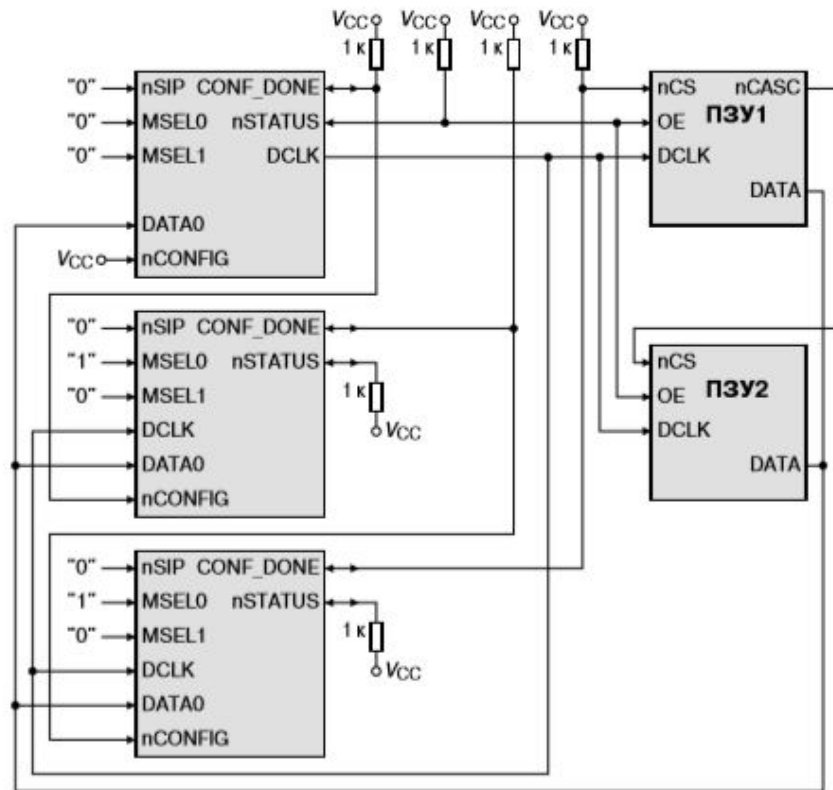 VCC VCC VCC VCC
1 к 1 к 1 к 1 к
"0" nSIP CONF_DONE
"0" MSEL0 nSTATUS
"0" MSEL1 DCLK
DATA0
VCC nCONFIG
nCS nCASC
OE ПЗУ1
DCLK
DATA
"0" nSIP CONF_DONE
"1" MSEL0 nSTATUS
"0" MSEL1
1 к
DCLK
VCC
DATA0
nCONFIG
nCS
ПЗУ2
OE
DCLK
DATA
"0" nSIP CONF_DONE
"1" MSEL0 nSTATUS
"0" MSEL1
1 к
DCLK
VCC
DATA0
nCONFIG